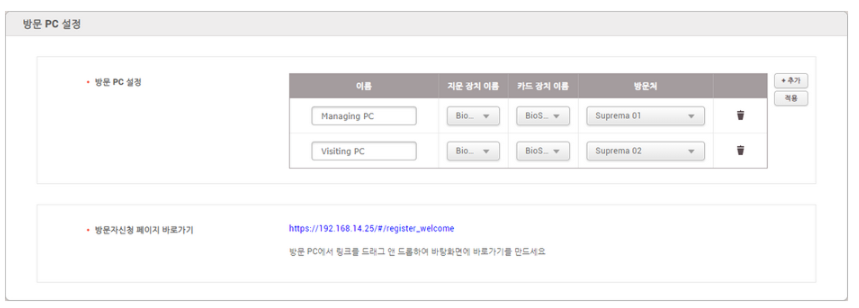 방문 PC 설정
• 방문 PC 설정
이름 지문 장치 이름 카드 장치 이름 방문처
+ 추가
적용
Managing PC Bio... BioS... Suprema 01
Visiting PC Bio... BioS... Suprema 02
• 방문자신청 페이지 바로가기
https://192.168.14.25/#/register_welcome
방문 PC에서 링크를 드래그 앤 드롭하여 바탕화면에 바로가기를 만드세요